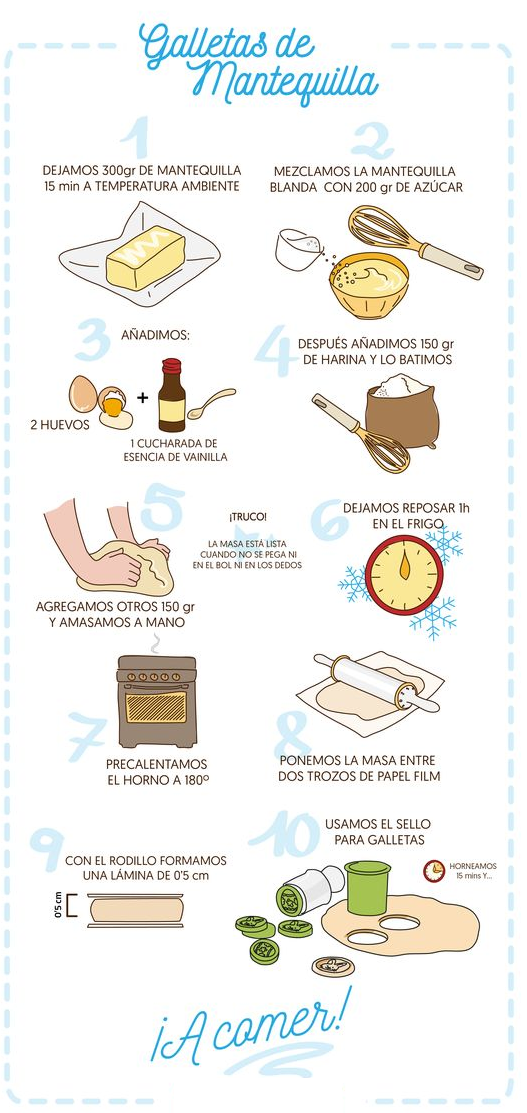 Galletas de
Mantequilla
1
DEJAMOS 300gr DE MANTEQUILLA
15 min A TEMPERATURA AMBIENTE
2
MEZCLAMOS LA MANTEQUILLA
BLANDA CON 200 gr DE AZÚCAR
3
AÑADIMOS:
2 HUEVOS
+
1 CUCHARADA DE
ESENCIA DE VAINILLA
4
DESPUÉS AÑADIMOS 150 gr
DE HARINA Y LO BATIMOS
5
AGREGAMOS OTROS 150 gr
Y AMASAMOS A MANO
¡TRUCO!
LA MASA ESTÁ LISTA
CUANDO NO SE PEGA NI
EN EL BOL NI EN LOS DEDOS
6
DEJAMOS REPOSAR 1h
EN EL FRIGO
7
PRECALENTAMOS
EL HORNO A 180º
8
PONEMOS LA MASA ENTRE
DOS TROZOS DE PAPEL FILM
9
CON EL RODILLO FORMAMOS
UNA LÁMINA DE 0'5 cm
0'5 cm
10
USAMOS EL SELLO
PARA GALLETAS
HORNEAMOS
15 mins Y...
¡A comer!